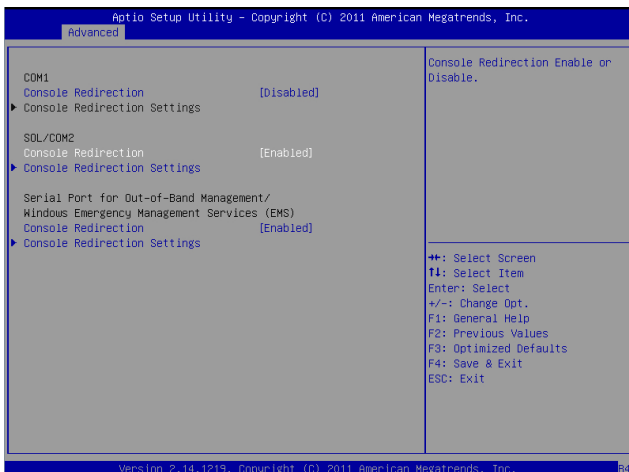 Aptio Setup Utility – Copyright (C) 2011 American Megatrends, Inc.
Advanced
COM1
Console Redirection [Disabled]
▶ Console Redirection Settings
SOL/COM2
Console Redirection [Enabled]
▶ Console Redirection Settings
Serial Port for Out-of-Band Management/
Windows Emergency Management Services (EMS)
Console Redirection [Enabled]
▶ Console Redirection Settings
Console Redirection Enable or
Disable.
→←: Select Screen
↑↓: Select Item
Enter: Select
+/-: Change Opt.
F1: General Help
F2: Previous Values
F3: Optimized Defaults
F4: Save & Exit
ESC: Exit
Version 2.14.1219. Copyright (C) 2011 American Megatrends, Inc.